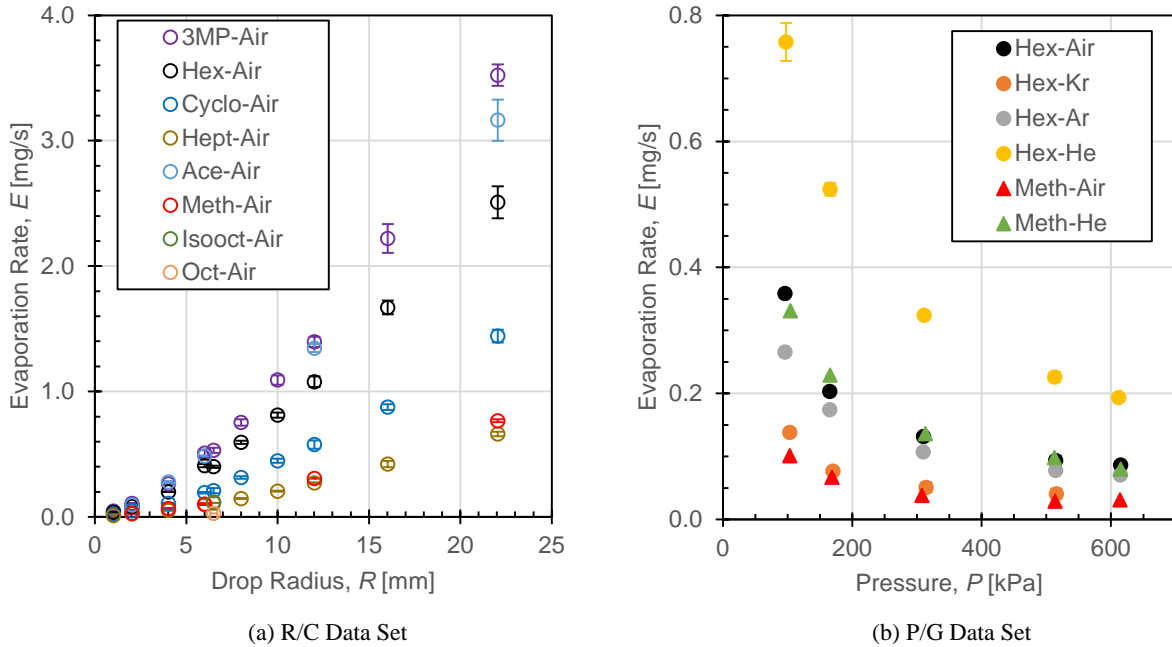 4.0
3.0
2.0
1.0
0.0
Evaporation Rate, E [mg/s]
3MP-Air
Hex-Air
Cyclo-Air
Hept-Air
Ace-Air
Meth-Air
Isooct-Air
Oct-Air
0 5 10 15 20 25
Drop Radius, R [mm]
(a) R/C Data Set
0.8
0.6
0.4
0.2
0.0
Evaporation Rate, E [mg/s]
Hex-Air
Hex-Kr
Hex-Ar
Hex-He
Meth-Air
Meth-He
0 200 400 600
Pressure, P [kPa]
(b) P/G Data Set